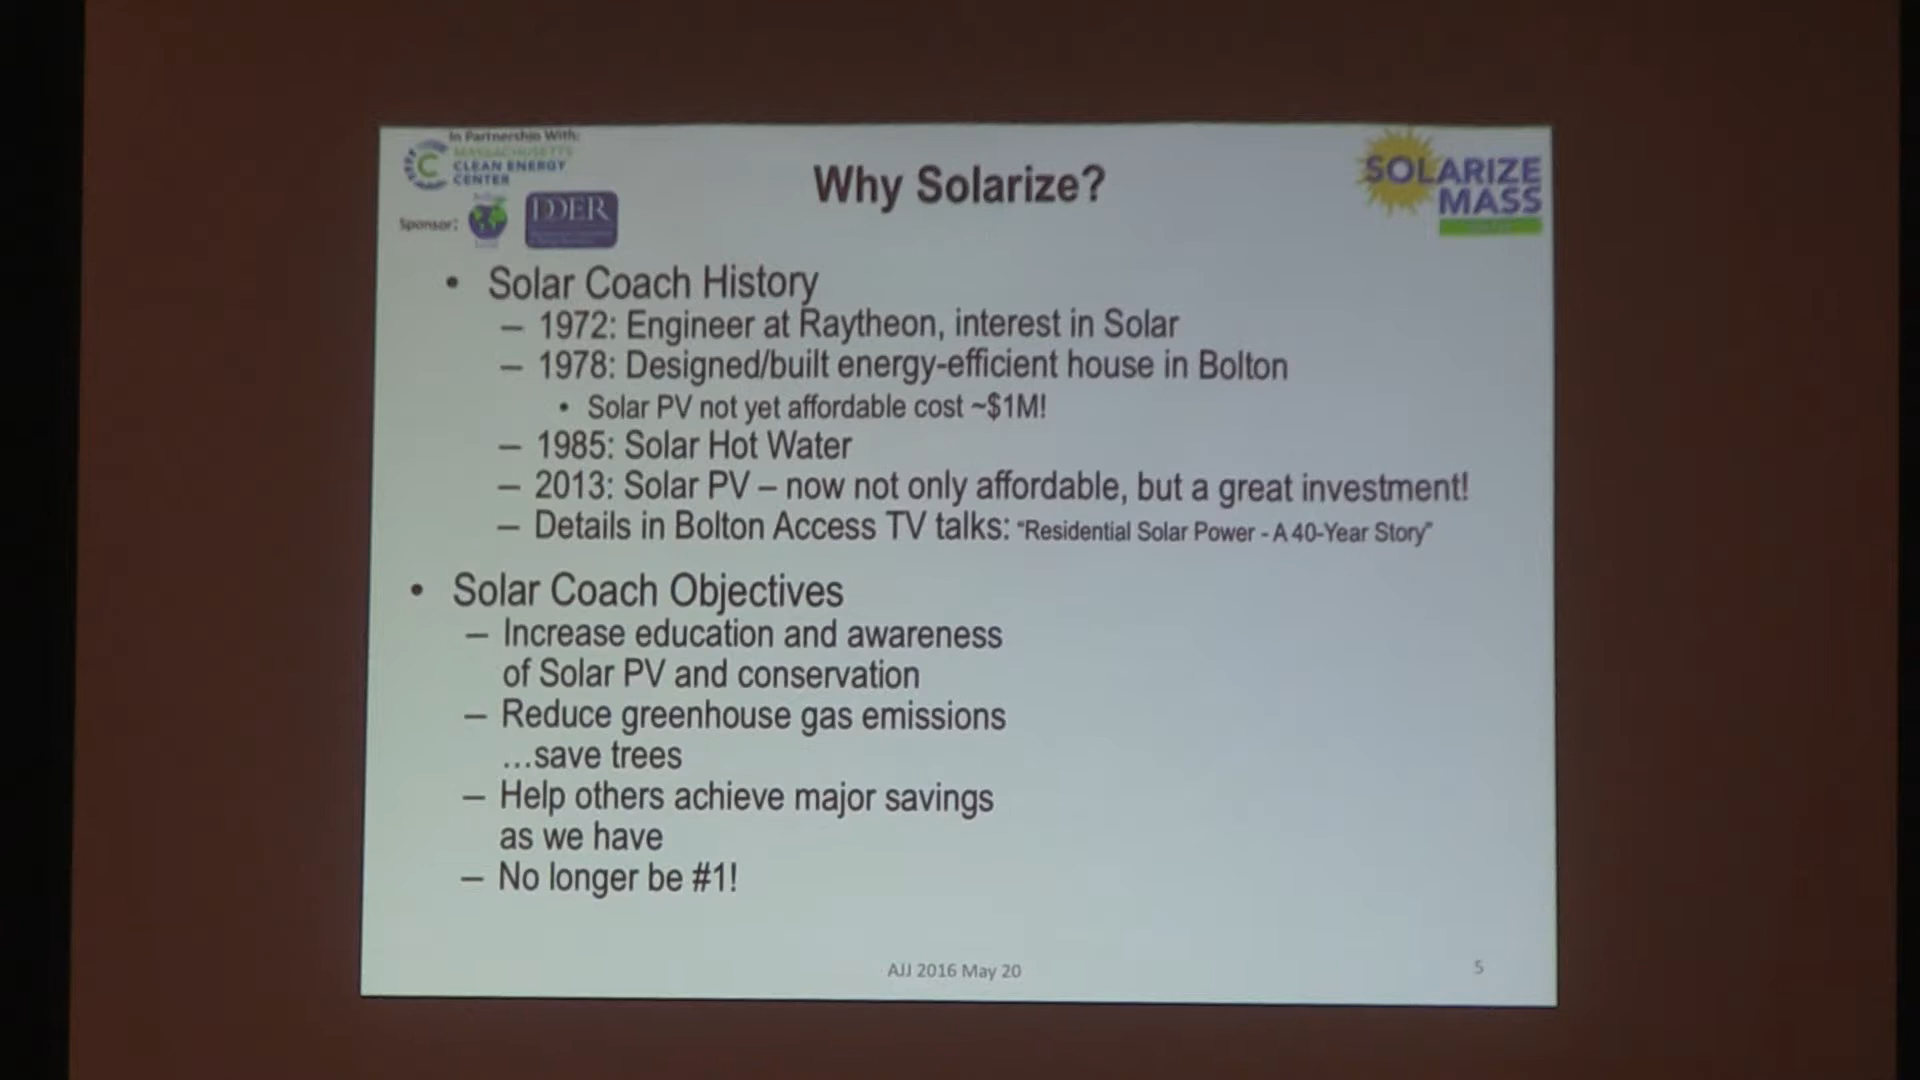 In Partnership With:
MASSACHUSETTS
CLEAN ENERGY
CENTER
Sponsor:
DOER
Why Solarize?
SOLARIZE
MASS
• Solar Coach History
– 1972: Engineer at Raytheon, interest in Solar
– 1978: Designed/built energy-efficient house in Bolton
• Solar PV not yet affordable cost ~$1M!
– 1985: Solar Hot Water
– 2013: Solar PV – now not only affordable, but a great investment!
– Details in Bolton Access TV talks: "Residential Solar Power - A 40-Year Story"
• Solar Coach Objectives
– Increase education and awareness
of Solar PV and conservation
– Reduce greenhouse gas emissions
...save trees
– Help others achieve major savings
as we have
– No longer be #1!
AJJ 2016 May 20
5